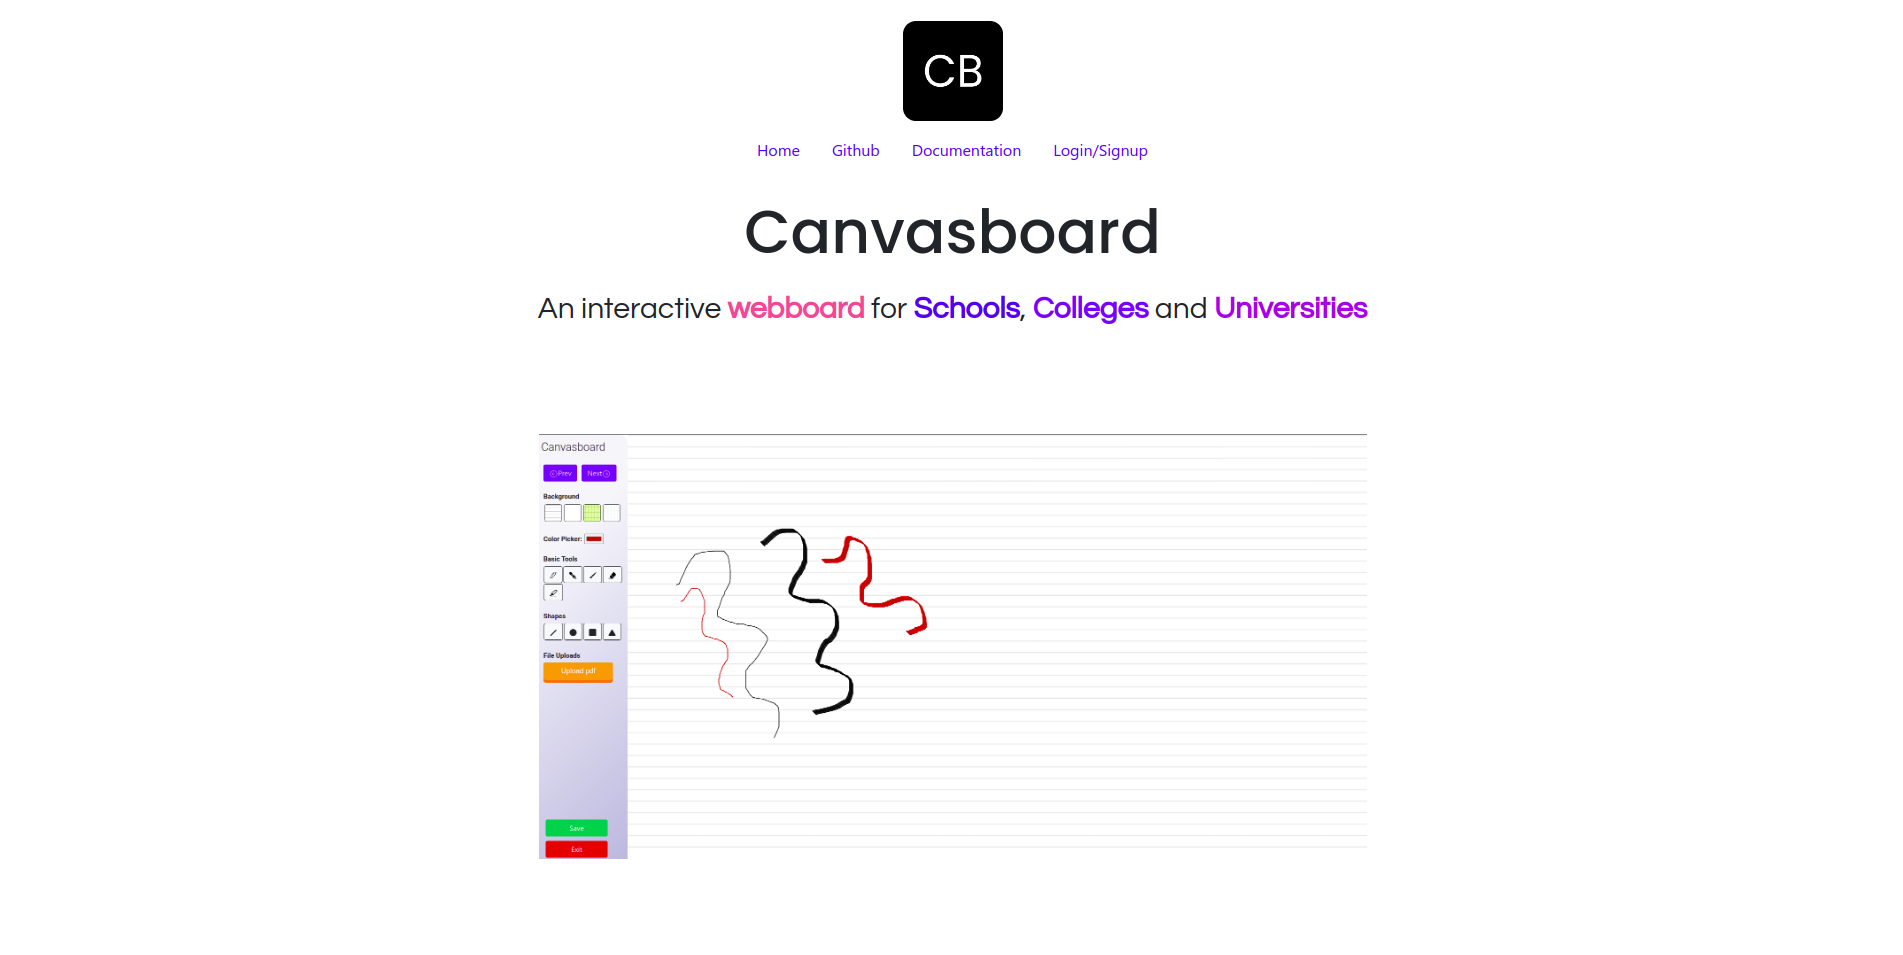 CB
Home Github Documentation Login/Signup
Canvasboard
An interactive webboard for Schools, Colleges and Universities
Canvasboard
Prev Next
Background
Color Picker:
Basic Tools
Shapes
File Uploads
Upload pdf
Save
Exit